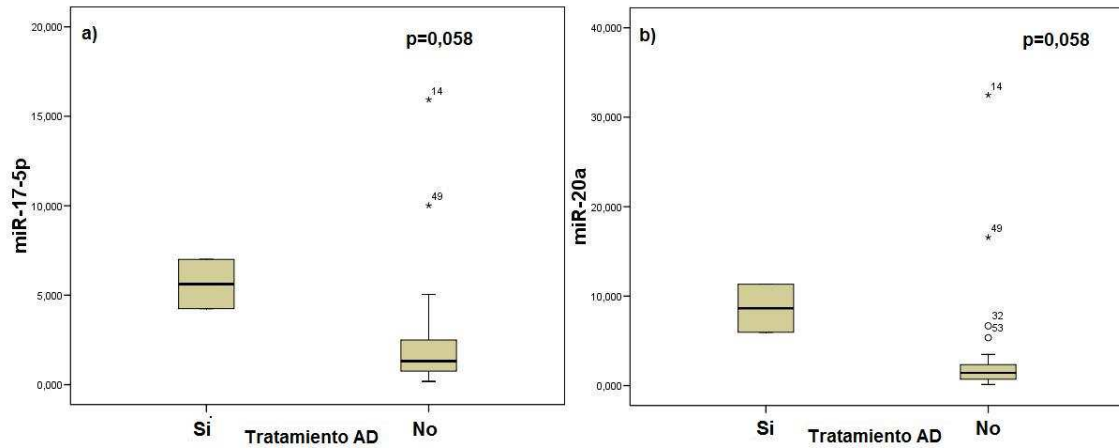 a)
p=0,058
20,000
15,000
10,000
5,000
0,000
miR-17-5p
14
49
Si
No
Tratamiento AD
b)
p=0,058
40,000
30,000
20,000
10,000
0,000
miR-20a
14
49
32
53
Si
No
Tratamiento AD